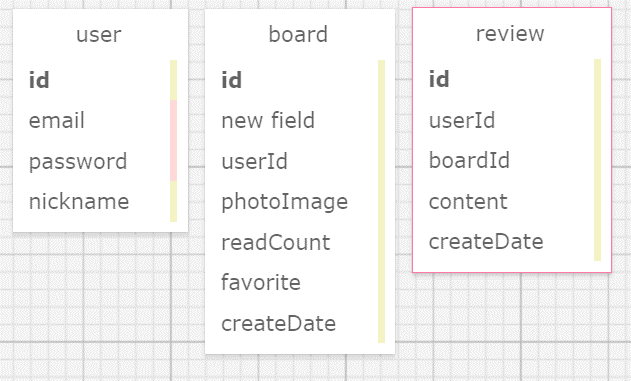 user
id
email
password
nickname
board
id
new field
userId
photoImage
readCount
favorite
createDate
review
id
userId
boardId
content
createDate